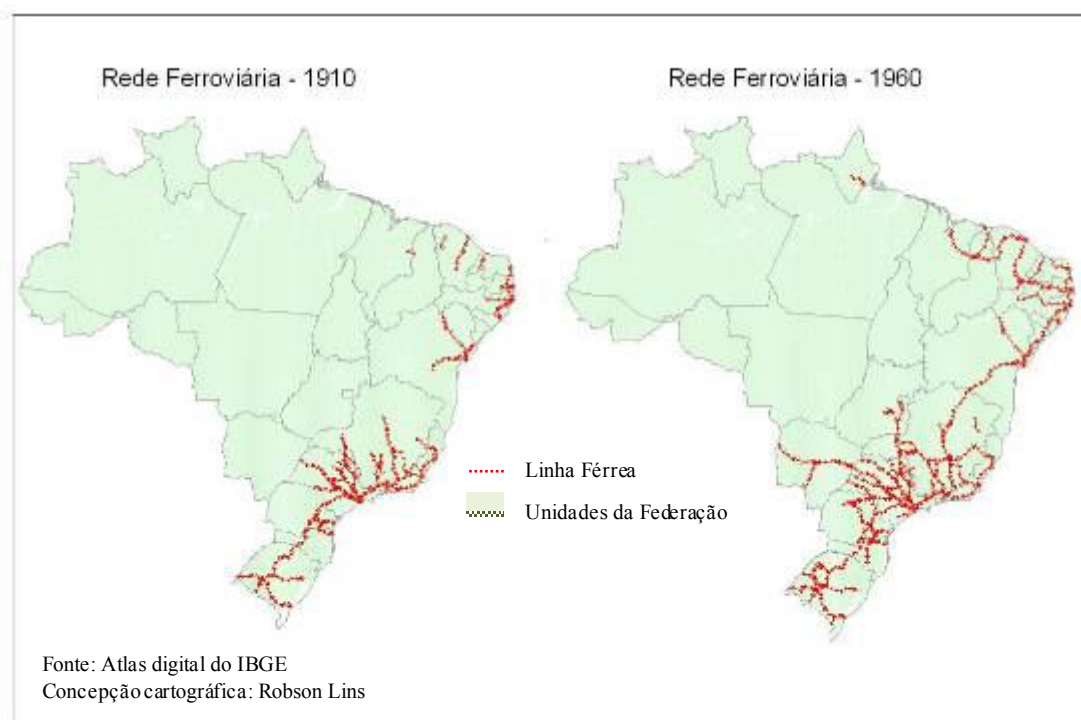 Rede Ferroviária - 1910
Rede Ferroviária - 1960
Linha Férrea
Unidades da Federação
Fonte: Atlas digital do IBGE
Concepção cartográfica: Robson Lins